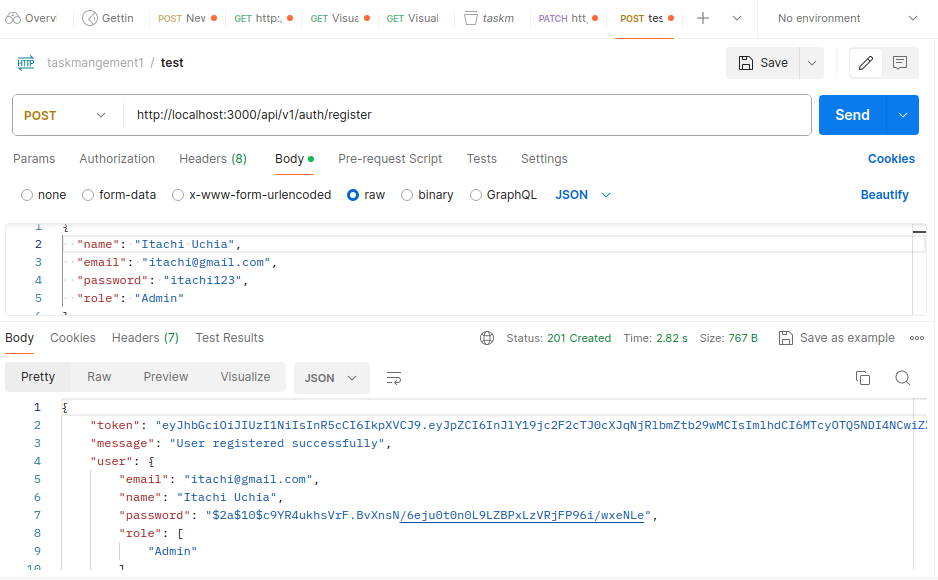 Overvi Gettin POST Nev GET http:, GET Visua GET Visual taskm PATCH htt, POST tes No environment
HTTP taskmangement1 / test Save
POST http://localhost:3000/api/v1/auth/register Send
Params Authorization Headers (8) Body Pre-request Script Tests Settings Cookies
none form-data x-www-form-urlencoded raw binary GraphQL JSON Beautify
1 {
2 "name": "Itachi Uchia",
3 "email": "itachi@gmail.com",
4 "password": "itachi123",
5 "role": "Admin"
Body Cookies Headers (7) Test Results Status: 201 Created Time: 2.82 s Size: 767 B Save as example
Pretty Raw Preview Visualize JSON
1 {
2 "token": "eyJhbGciOiJIUzI1NiIsInR5cCI6IkpXVCJ9.eyJpZCI6InJlY19jc2F2cTJ0cXJqNjRlbmZtb29wMCIsImlhdCI6MTcyOTQ5NDI4NCwiZ
3 "message": "User registered successfully",
4 "user": {
5 "email": "itachi@gmail.com",
6 "name": "Itachi Uchia",
7 "password": "$2a$10$c9YR4ukhsVrF.BvXnsN/6eju0t0n0L9LZBPxLzVRjFP96i/wxeNLe",
8 "role": [
9 "Admin"
10 ]